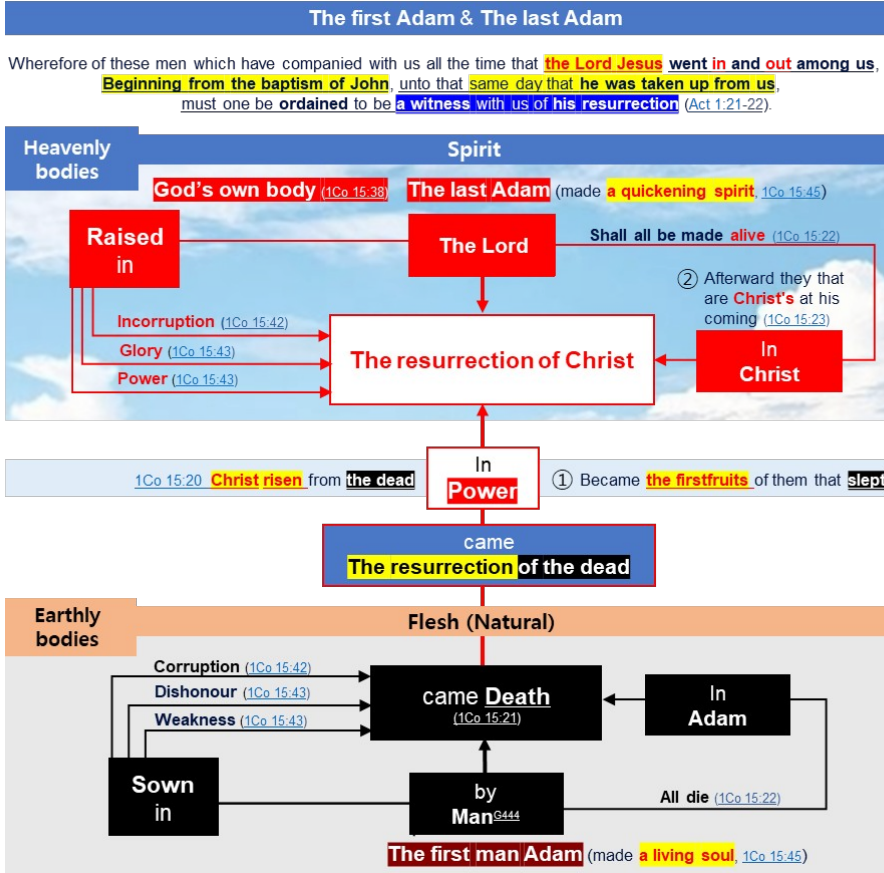 The first Adam & The last Adam
Wherefore of these men which have companied with us all the time that the Lord Jesus went in and out among us,
Beginning from the baptism of John, unto that same day that he was taken up from us,
must one be ordained to be a witness with us of his resurrection (Act 1:21-22).
Heavenly
bodies
Spirit
God's own body (1Co 15:38)
The last Adam (made a quickening spirit, 1Co 15:45)
Raised
in
The Lord
Shall all be made alive (1Co 15:22)
② Afterward they that
are Christ's at his
coming (1Co 15:23)
Incorruption (1Co 15:42)
Glory (1Co 15:43)
Power (1Co 15:43)
The resurrection of Christ
In
Christ
1Co 15:20 Christ risen from the dead
In
Power
① Became the firstfruits of them that slept
came
The resurrection of the dead
Earthly
bodies
Flesh (Natural)
Corruption (1Co 15:42)
Dishonour (1Co 15:43)
Weakness (1Co 15:43)
came Death
(1Co 15:21)
In
Adam
Sown
in
by
Man G444
All die (1Co 15:22)
The first man Adam (made a living soul, 1Co 15:45)